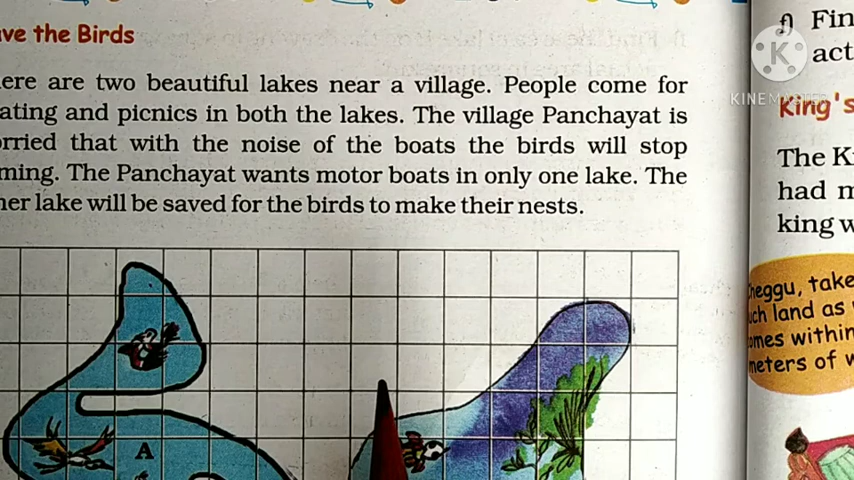 ve the Birds
ere are two beautiful lakes near a village. People come for
ating and picnics in both the lakes. The village Panchayat is
rried that with the noise of the boats the birds will stop
ming. The Panchayat wants motor boats in only one lake. The
her lake will be saved for the birds to make their nests.
A
f) Fin
act
King's
The K
had m
king w
heggu, take
uch land as
omes within
meters of w
K
KINEMASTER